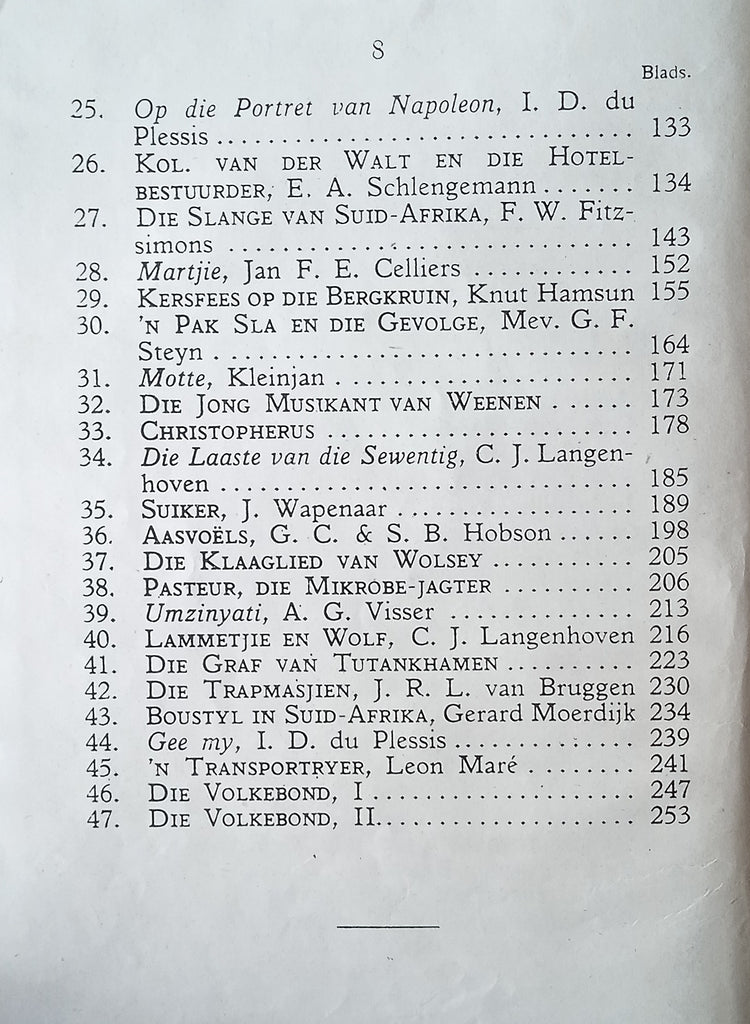 8
Blads.
25. Op die Portret van Napoleon, I. D. du
Plessis ................................ 133
26. KOL. VAN DER WALT EN DIE HOTEL-
BESTUURDER, E. A. Schlengemann ....... 134
27. DIE SLANGE VAN SUID-AFRIKA, F. W. Fitz-
simons ................................ 143
28. Martjie, Jan F. E. Celliers ............ 152
29. KERSFEES OP DIE BERGKRUIN, Knut Hamsun 155
30. 'N PAK SLA EN DIE GEVOLGE, Mev. G. F.
Steyn ................................ 164
31. Motte, Kleinjan ....................... 171
32. DIE JONG MUSIKANT VAN WEENEN ...... 173
33. CHRISTOPHERUS ....................... 178
34. Die Laaste van die Sewentig, C. J. Langen-
hoven ................................ 185
35. SUIKER, J. Wapenaar .................. 189
36. AASVOËLS, G. C. & S. B. Hobson ...... 198
37. DIE KLAAGLIED VAN WOLSEY .......... 205
38. PASTEUR, DIE MIKROBE-JAGTER .......... 206
39. Umzinyati, A. G. Visser .............. 213
40. LAMMETJIE EN WOLF, C. J. Langenhoven 216
41. DIE GRAF VAN TUTANKHAMEN ......... 223
42. DIE TRAPMASJIEN, J. R. L. van Bruggen 230
43. BOUSTYL IN SUID-AFRIKA, Gerard Moerdijk 234
44. Gee my, I. D. du Plessis .............. 239
45. 'N TRANSPORTRYER, Leon Maré ........ 241
46. DIE VOLKEBOND, I .................... 247
47. DIE VOLKEBOND, II.................... 253